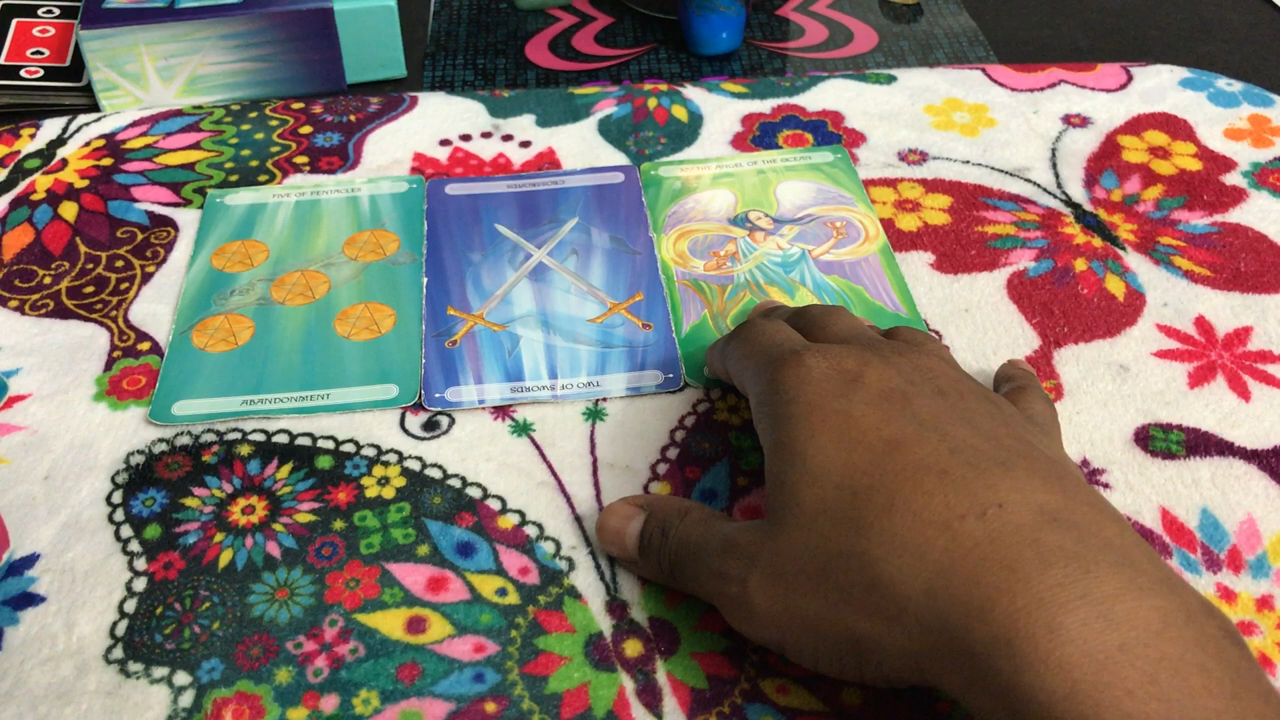 FIVE OF PENTACLES
ABANDONMENT
CROSSROADS
TWO OF SWORDS
THE ANGEL OF THE OCEAN